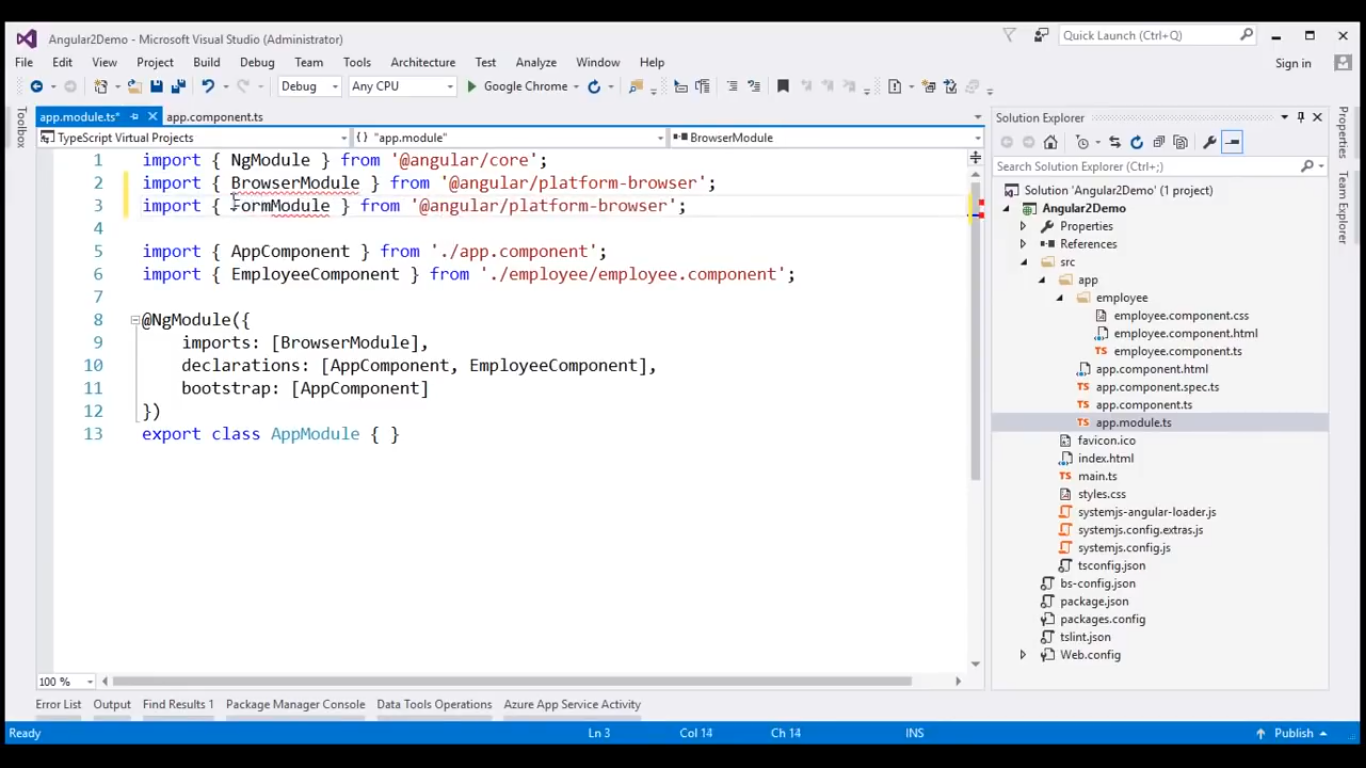 Angular2Demo - Microsoft Visual Studio (Administrator)
Quick Launch (Ctrl+Q)
File Edit View Project Build Debug Team Tools Architecture Test Analyze Window Help
Sign in
Debug Any CPU Google Chrome
Toolbox
app.module.ts* app.component.ts
TypeScript Virtual Projects {} "app.module" BrowserModule
1 import { NgModule } from '@angular/core';
2 import { BrowserModule } from '@angular/platform-browser';
3 import { FormModule } from '@angular/platform-browser';
4
5 import { AppComponent } from './app.component';
6 import { EmployeeComponent } from './employee/employee.component';
7
8 @NgModule({
9 imports: [BrowserModule],
10 declarations: [AppComponent, EmployeeComponent],
11 bootstrap: [AppComponent]
12 })
13 export class AppModule { }
100 %
Solution Explorer
Search Solution Explorer (Ctrl+;)
Solution 'Angular2Demo' (1 project)
Angular2Demo
Properties
References
src
app
employee
employee.component.css
employee.component.html
TS employee.component.ts
app.component.html
TS app.component.spec.ts
TS app.component.ts
TS app.module.ts
favicon.ico
index.html
TS main.ts
styles.css
systemjs-angular-loader.js
systemjs.config.extras.js
systemjs.config.js
tsconfig.json
bs-config.json
package.json
packages.config
tslint.json
Web.config
Properties
Team Explorer
Error List Output Find Results 1 Package Manager Console Data Tools Operations Azure App Service Activity
Ready Ln 3 Col 14 Ch 14 INS Publish